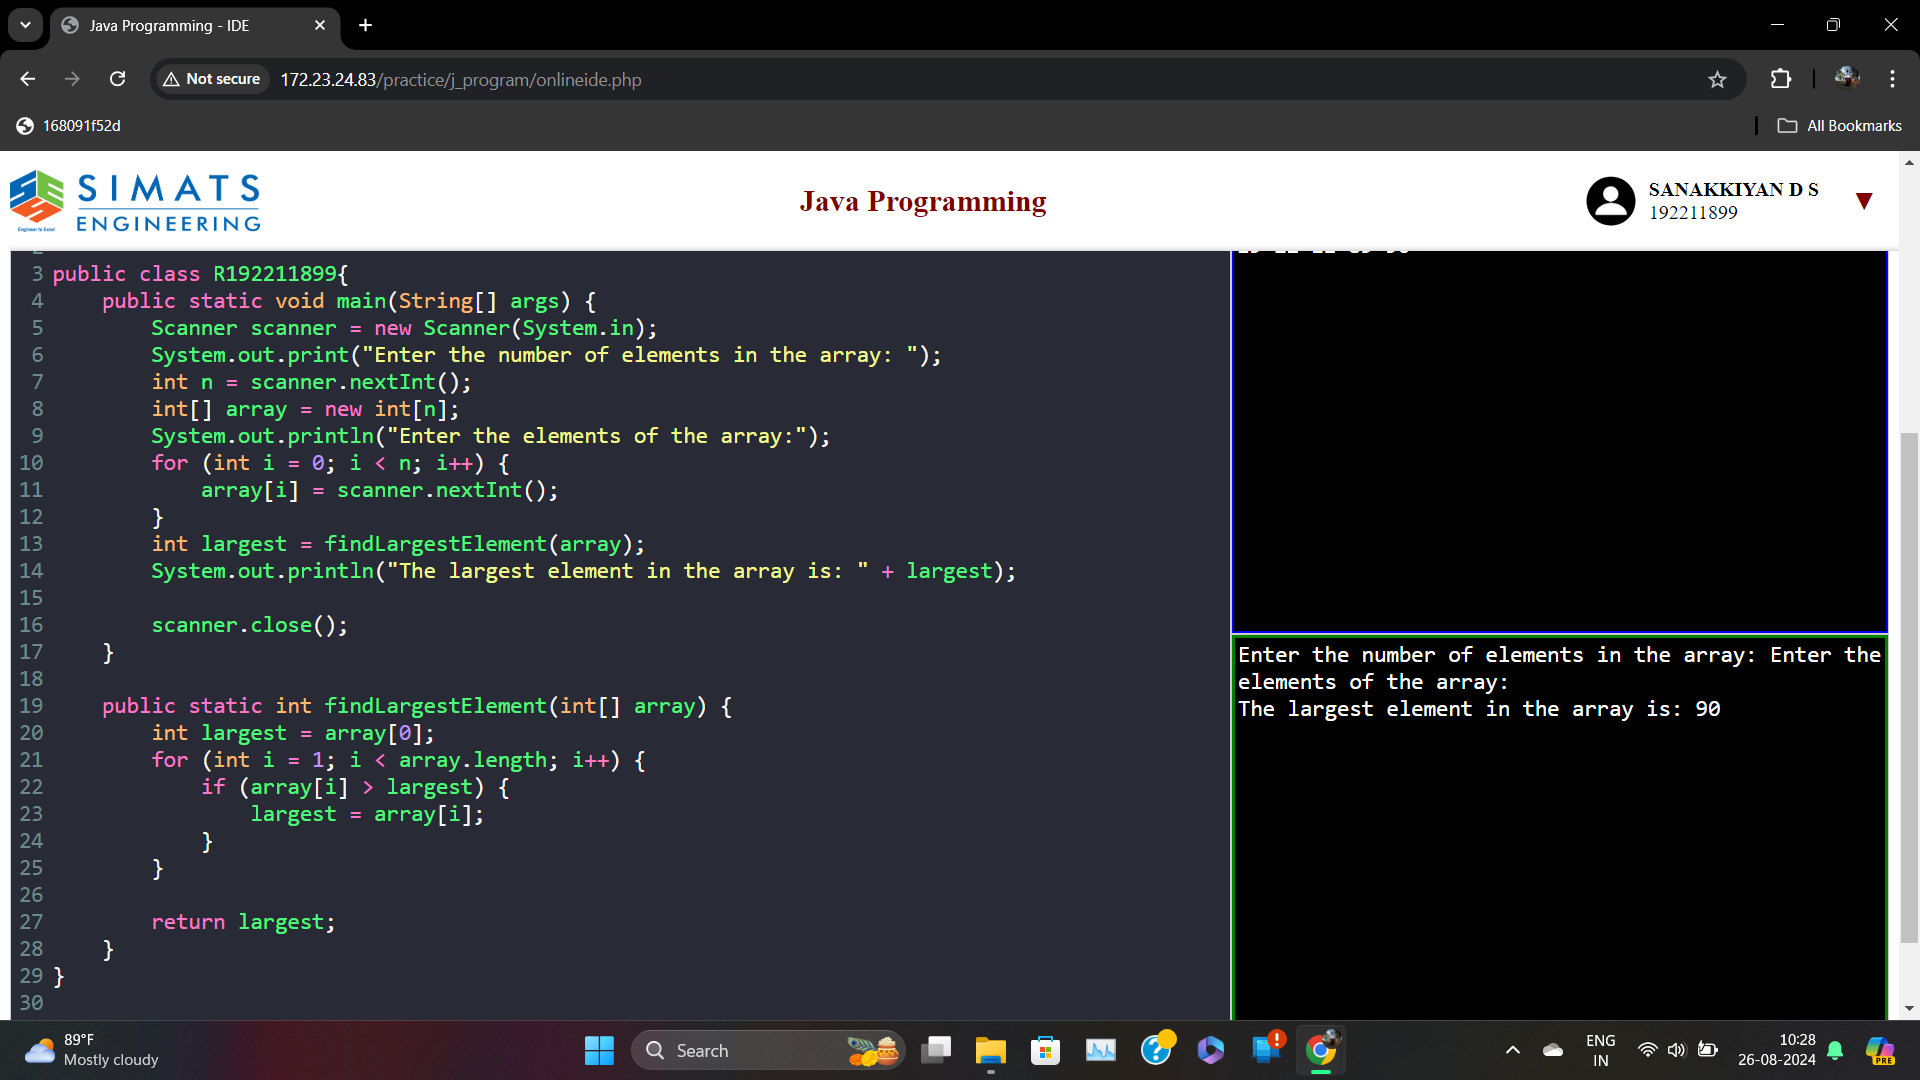 Java Programming - IDE
Not secure
172.23.24.83/practice/j_program/onlineide.php
168091f52d
All Bookmarks
SIMATS
ENGINEERING
Engineer to Excel
Java Programming
SANAKKIYAN D S
192211899
3 public class R192211899{
4     public static void main(String[] args) {
5         Scanner scanner = new Scanner(System.in);
6         System.out.print("Enter the number of elements in the array: ");
7         int n = scanner.nextInt();
8         int[] array = new int[n];
9         System.out.println("Enter the elements of the array:");
10         for (int i = 0; i < n; i++) {
11             array[i] = scanner.nextInt();
12         }
13         int largest = findLargestElement(array);
14         System.out.println("The largest element in the array is: " + largest);
15
16         scanner.close();
17     }
18
19     public static int findLargestElement(int[] array) {
20         int largest = array[0];
21         for (int i = 1; i < array.length; i++) {
22             if (array[i] > largest) {
23                 largest = array[i];
24             }
25         }
26
27         return largest;
28     }
29 }
30
Enter the number of elements in the array: Enter the
elements of the array:
The largest element in the array is: 90
89°F
Mostly cloudy
Search
PRE
ENG
IN
10:28
26-08-2024